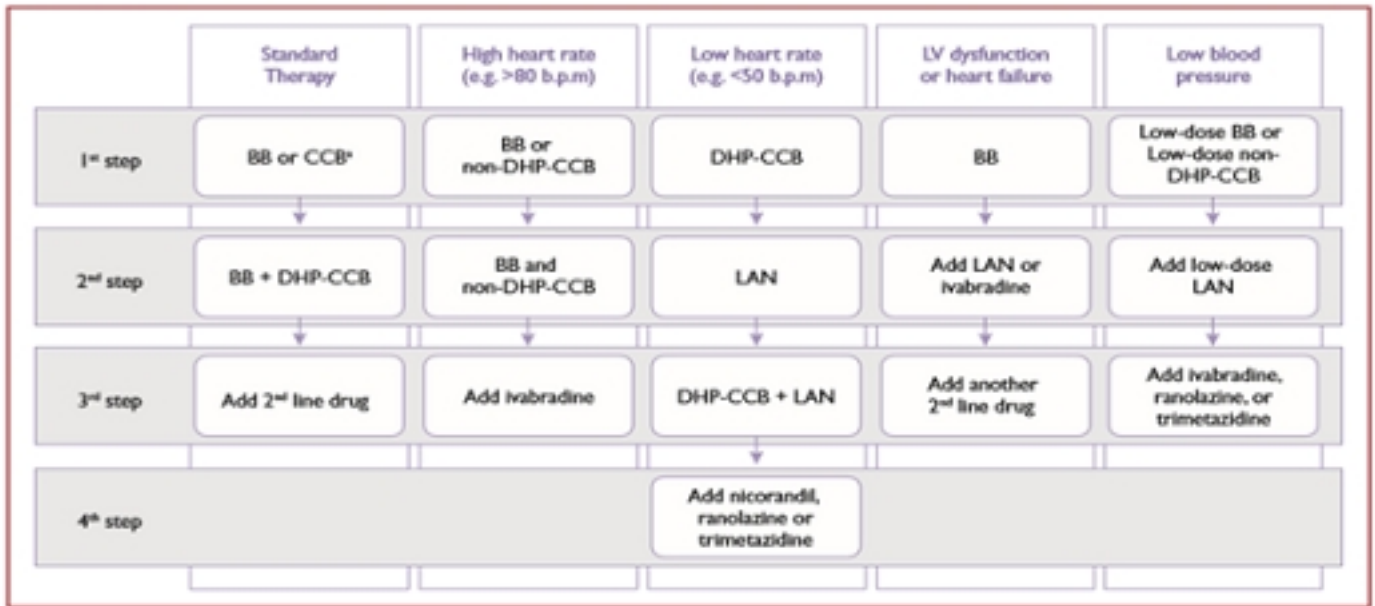 Standard
Therapy
High heart rate
(e.g. >80 b.p.m)
Low heart rate
(e.g. <50 b.p.m)
LV dysfunction
or heart failure
Low blood
pressure
1st step
BB or CCBª
BB or
non-DHP-CCB
DHP-CCB
BB
Low-dose BB or
Low-dose non-
DHP-CCB
2nd step
BB + DHP-CCB
BB and
non-DHP-CCB
LAN
Add LAN or
ivabradine
Add low-dose
LAN
3rd step
Add 2nd line drug
Add ivabradine
DHP-CCB + LAN
Add another
2nd line drug
Add ivabradine,
ranolazine, or
trimetazidine
4th step
Add nicorandil,
ranolazine or
trimetazidine